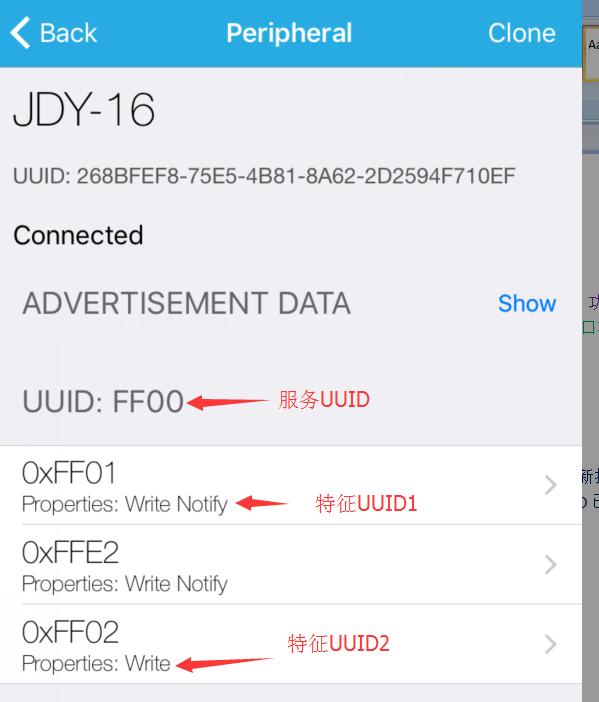 Back Peripheral Clone
JDY-16
UUID: 268BFEF8-75E5-4B81-8A62-2D2594F710EF
Connected
ADVERTISEMENT DATA Show
UUID: FF00 服务UUID
0xFF01
Properties: Write Notify 特征UUID1
0xFFE2
Properties: Write Notify
0xFF02
Properties: Write 特征UUID2